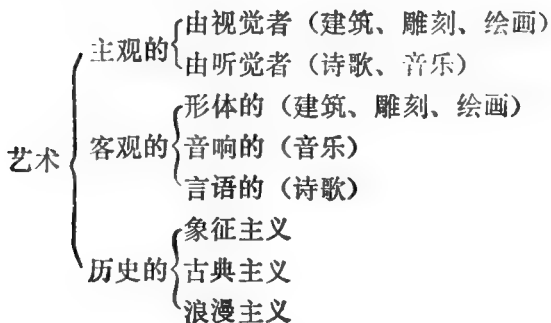 艺术
主观的
由视觉者（建筑、雕刻、绘画）
由听觉者（诗歌、音乐）
客观的
形体的（建筑、雕刻、绘画）
音响的（音乐）
言语的（诗歌）
历史的
象征主义
古典主义
浪漫主义